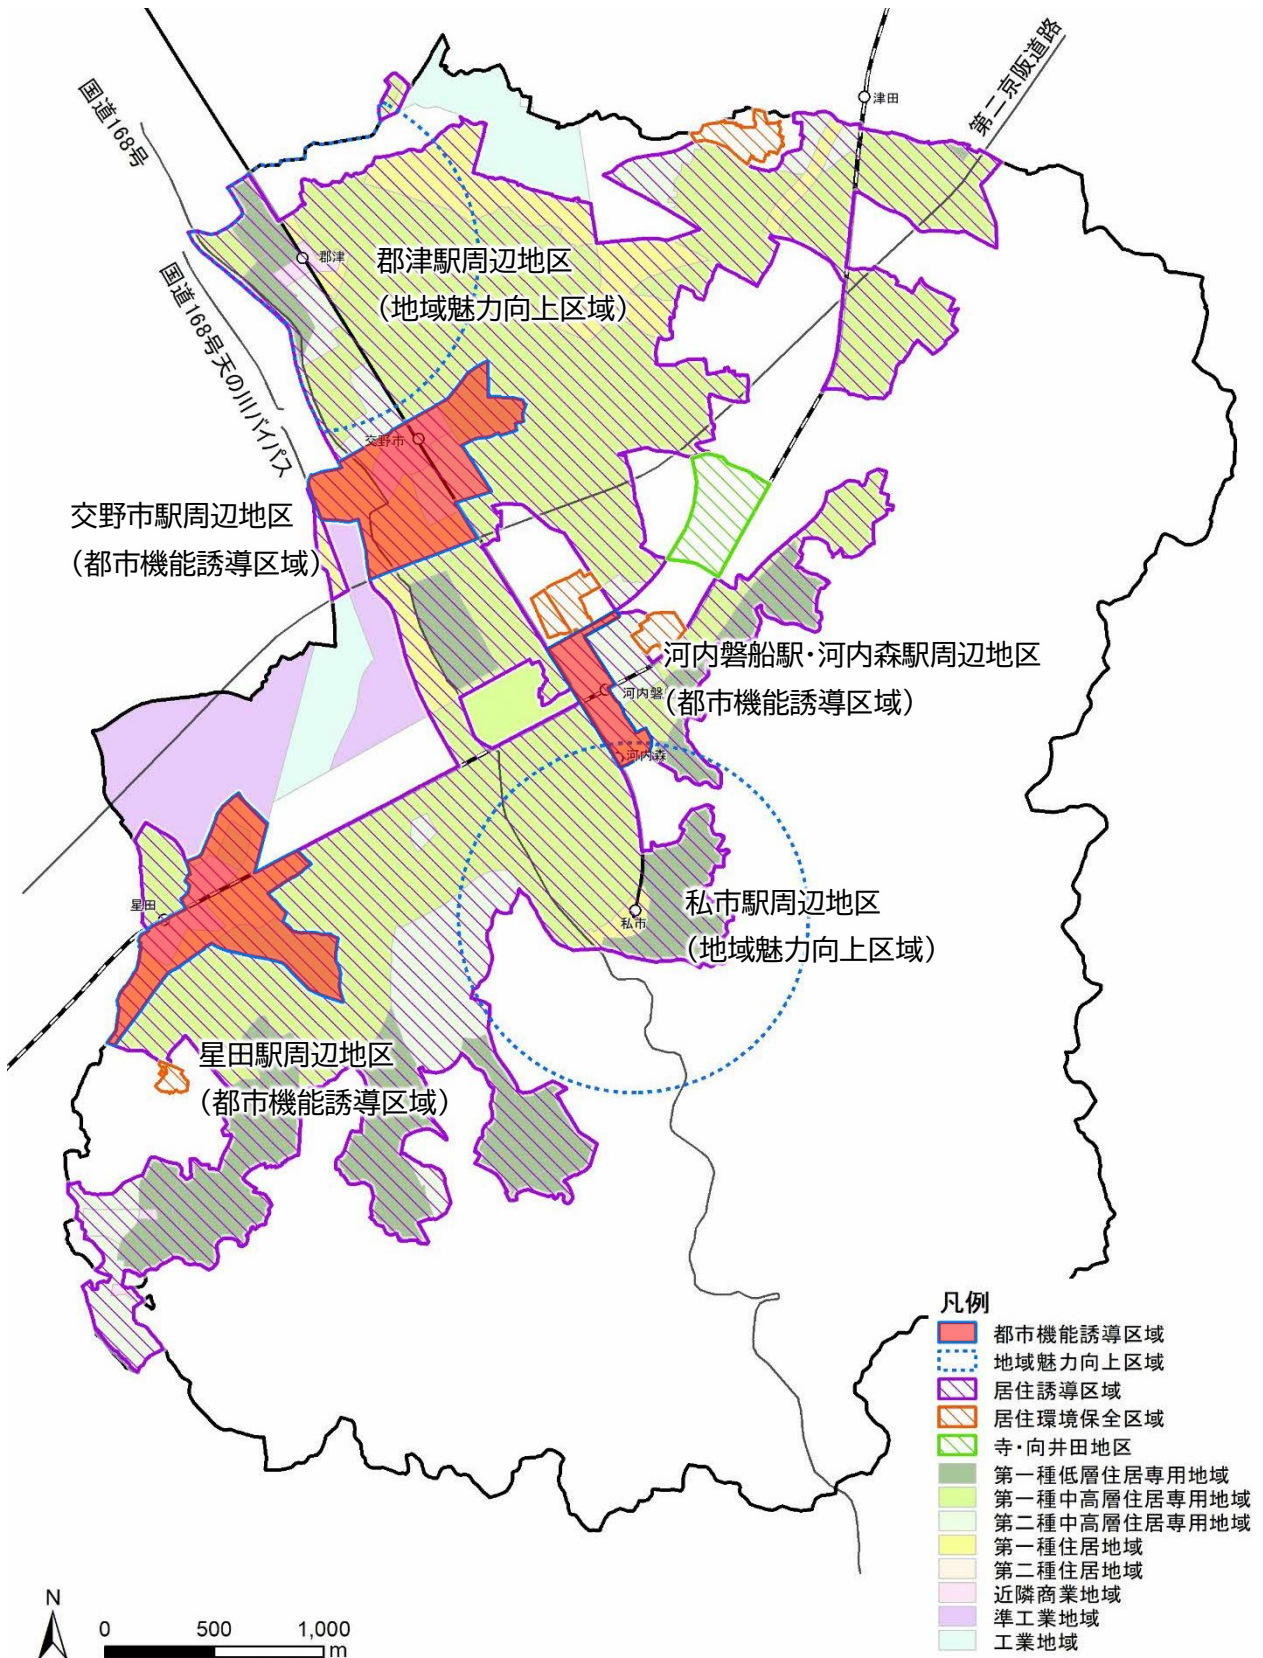 国道168号
津田
第二京阪道路
郡津
郡津駅周辺地区
（地域魅力向上区域）
国道168号天の川バイパス
交野市
交野市駅周辺地区
（都市機能誘導区域）
河内磐船駅・河内森駅周辺地区
（都市機能誘導区域）
河内磐
河内森
星田
私市
私市駅周辺地区
（地域魅力向上区域）
星田駅周辺地区
（都市機能誘導区域）
凡例
都市機能誘導区域
地域魅力向上区域
居住誘導区域
居住環境保全区域
寺・向井田地区
第一種低層住居専用地域
第一種中高層住居専用地域
第二種中高層住居専用地域
第一種住居地域
第二種住居地域
近隣商業地域
準工業地域
工業地域
N
0 500 1,000
m